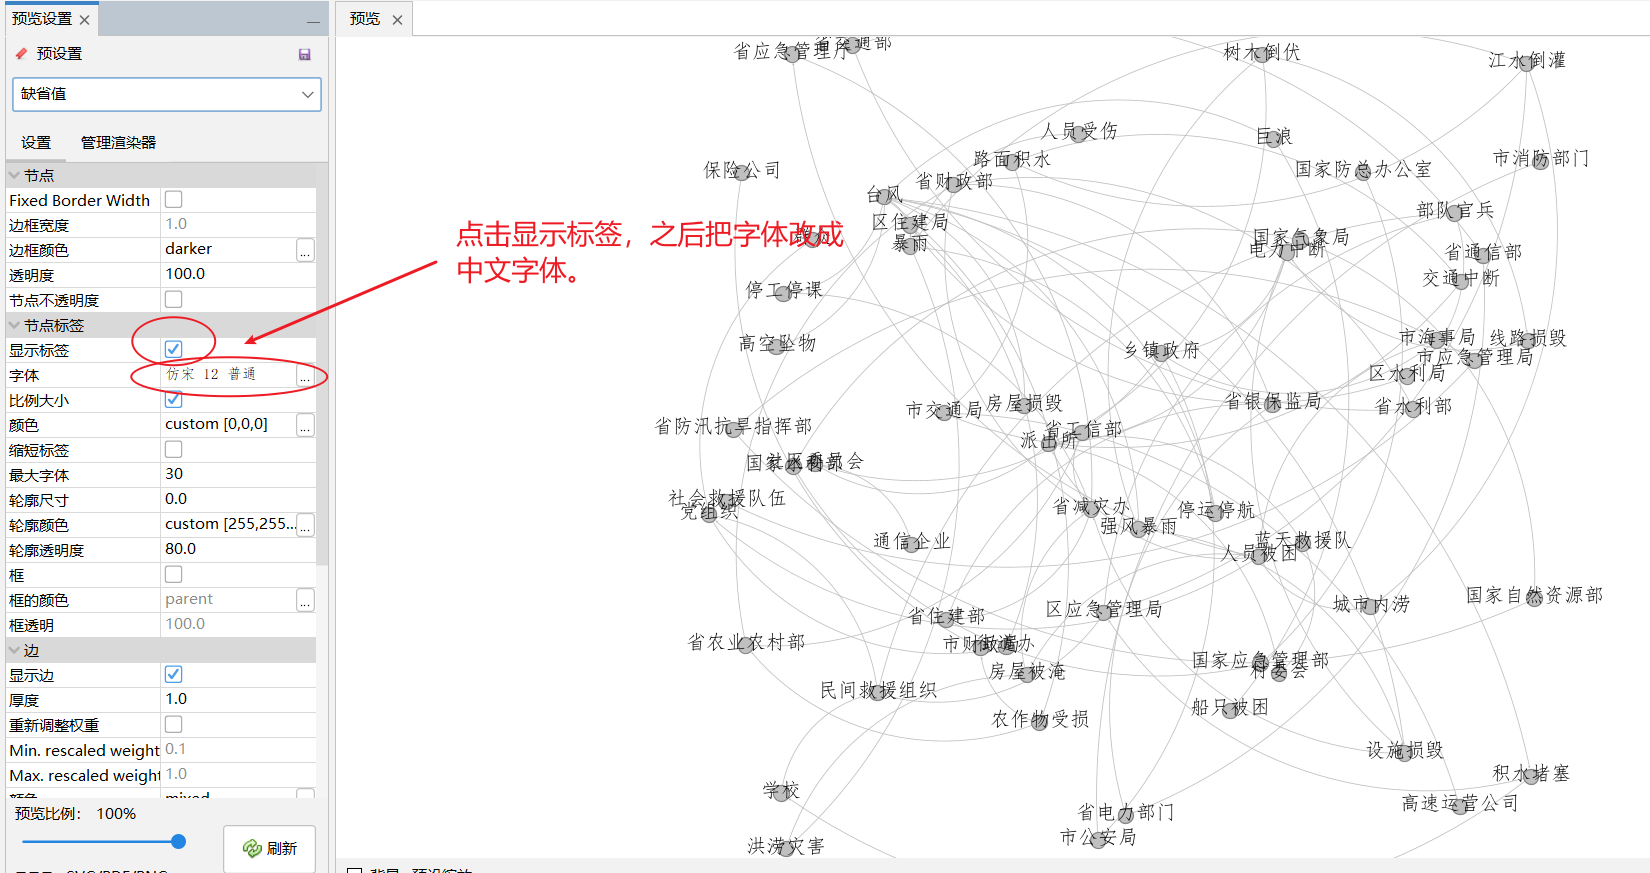 预览设置
预览
预设置
缺省值
设置 管理渲染器
节点
Fixed Border Width
边框宽度 1.0
边框颜色 darker ...
透明度 100.0
节点不透明度
节点标签
显示标签
字体 仿宋 12 普通 ...
比例大小
颜色 custom [0,0,0] ...
缩短标签
最大字体 30
轮廓尺寸 0.0
轮廓颜色 custom [255,255... ...
轮廓透明度 80.0
框
框的颜色 parent ...
框透明 100.0
边
显示边
厚度 1.0
重新调整权重
Min. rescaled weight 0.1
Max. rescaled weight 1.0
颜色 mixed
预览比例： 100%
刷新
SVG/PDF/PNG
点击显示标签，之后把字体改成
中文字体。
省应急管理厅
省交通部
树木倒伏
江水倒灌
人员受伤
巨浪
路面积水
保险公司
国家防总办公室
市消防部门
省财政部
台风
区住建局
暴雨
部队官兵
国家气象局
电力中断
省通信部
交通中断
停工停课
高空坠物
乡镇政府
市海事局
线路损毁
市应急管理局
区水利局
市交通局
房屋损毁
省银保监局
省水利部
省防汛抗旱指挥部
省工信部
派出所
国家水利部
社区委员会
社会救援队伍
党组织
省减灾办
停运停航
强风暴雨
通信企业
蓝天救援队
人员被困
区应急管理局
城市内涝
国家自然资源部
省住建部
省农业农村部
市财政局
房屋被淹
国家应急管理部
村委会
民间救援组织
船只被困
农作物受损
设施损毁
积水堵塞
学校
高速运营公司
省电力部门
市公安局
洪涝灾害
背景 预设缩放